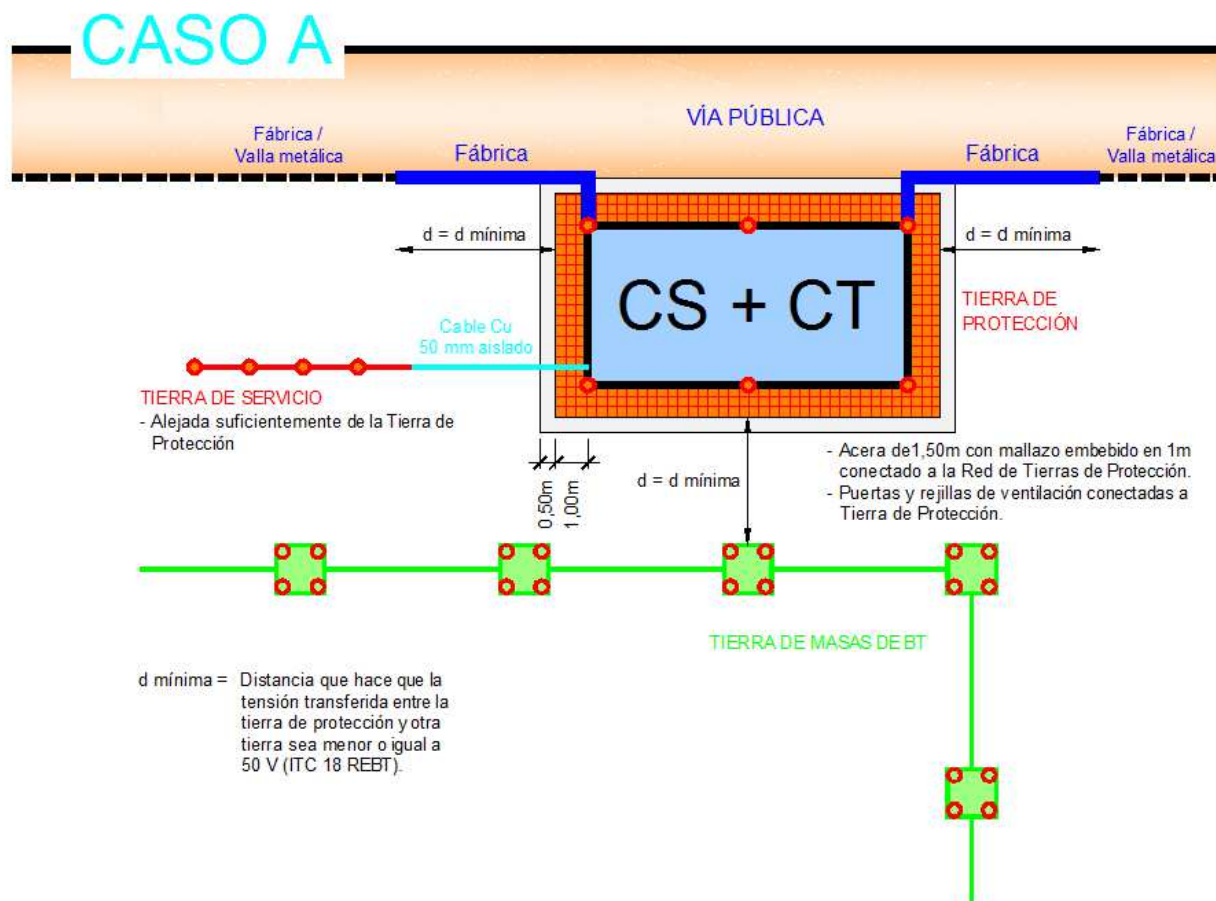 CASO A
VÍA PÚBLICA
Fábrica /
Valla metálica
Fábrica
Fábrica
Fábrica /
Valla metálica
d = d mínima
d = d mínima
CS + CT
TIERRA DE
PROTECCIÓN
Cable Cu
50 mm aislado
TIERRA DE SERVICIO
- Alejada suficientemente de la Tierra de
Protección
0,50m
1,00m
d = d mínima
- Acera de1,50m con mallazo embebido en 1m
conectado a la Red de Tierras de Protección.
- Puertas y rejillas de ventilación conectadas a
Tierra de Protección.
TIERRA DE MASAS DE BT
d mínima = Distancia que hace que la
tensión transferida entre la
tierra de protección y otra
tierra sea menor o igual a
50 V (ITC 18 REBT).